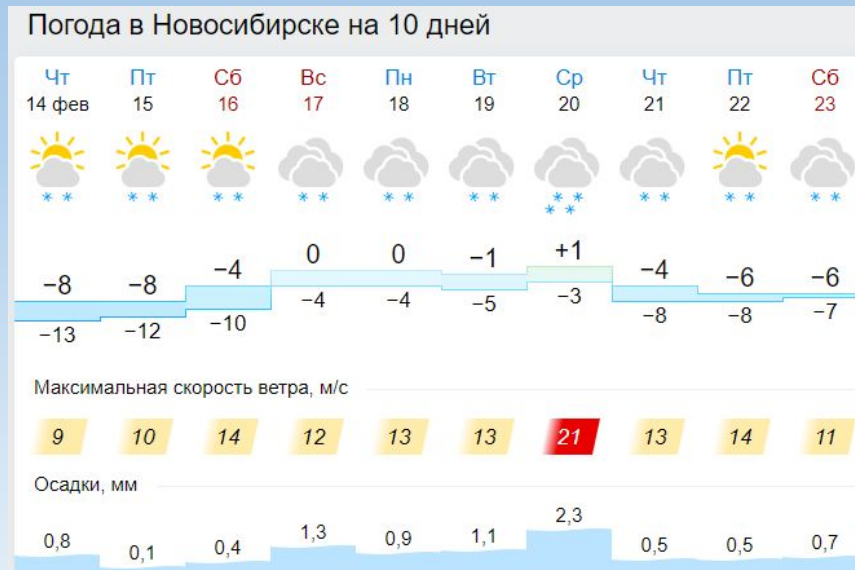 Погода в Новосибирске на 10 дней
Чт Пт Сб Вс Пн Вт Ср Чт Пт Сб
14 фев 15 16 17 18 19 20 21 22 23
−8 −8 −4 0 0 −1 +1 −4 −6 −6
−13 −12 −10 −4 −4 −5 −3 −8 −8 −7
Максимальная скорость ветра, м/с
9 10 14 12 13 13 21 13 14 11
Осадки, мм
0,8 0,1 0,4 1,3 0,9 1,1 2,3 0,5 0,5 0,7